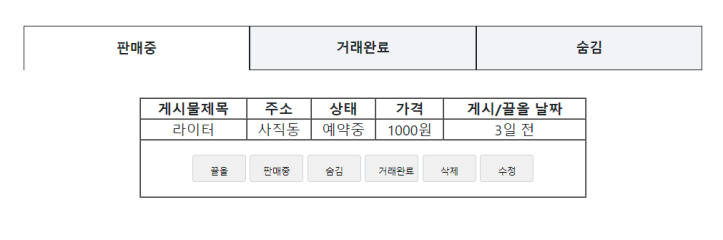 판매중 거래완료 숨김
게시물제목 주소 상태 가격 게시/끌올 날짜
라이터 사직동 예약중 1000원 3일 전
끌올 판매중 숨김 거래완료 삭제 수정